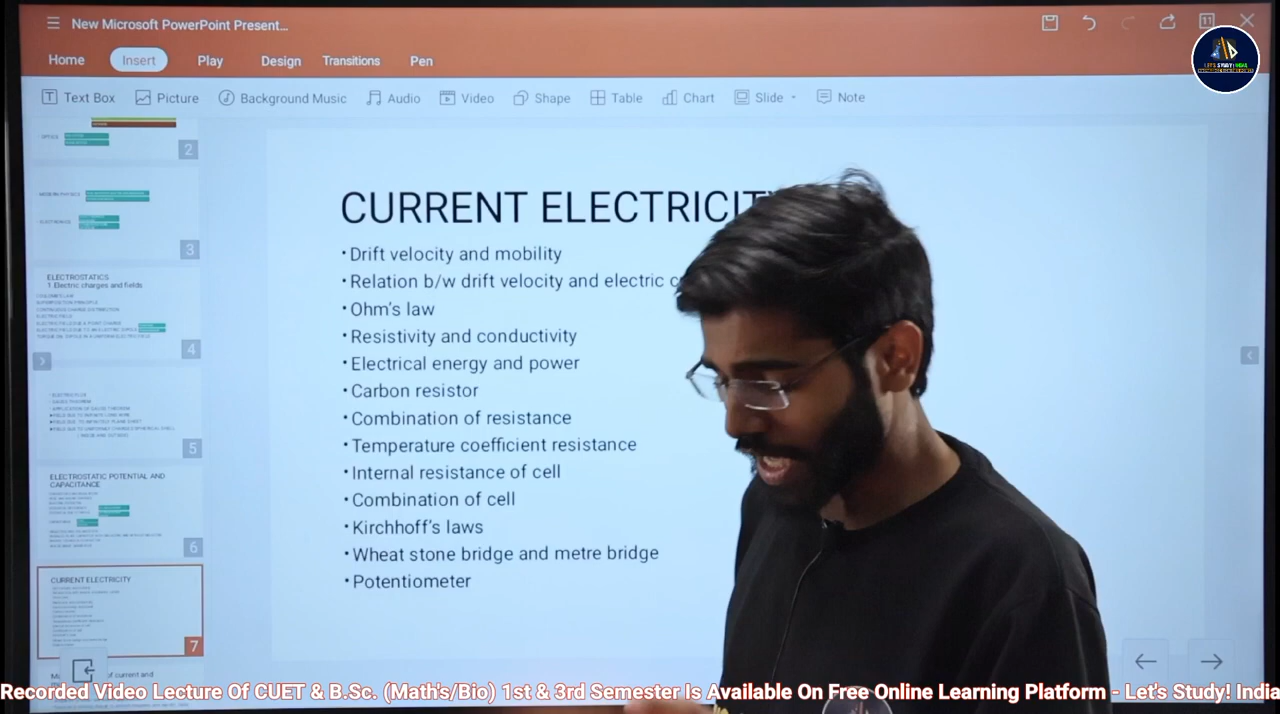 New Microsoft PowerPoint Present...
11
Home
Insert
Play
Design
Transitions
Pen
Text Box
Picture
Background Music
Audio
Video
Shape
Table
Chart
Slide
Note
2
3
ELECTROSTATICS
1. Electric charges and fields
4
5
ELECTROSTATIC POTENTIAL AND
CAPACITANCE
6
CURRENT ELECTRICITY
7
CURRENT ELECTRICITY
• Drift velocity and mobility
• Relation b/w drift velocity and electric
• Ohm's law
• Resistivity and conductivity
• Electrical energy and power
• Carbon resistor
• Combination of resistance
• Temperature coefficient resistance
• Internal resistance of cell
• Combination of cell
• Kirchhoff's laws
• Wheat stone bridge and metre bridge
• Potentiometer
Recorded Video Lecture Of CUET & B.Sc. (Math's/Bio) 1st & 3rd Semester Is Available On Free Online Learning Platform - Let's Study! India